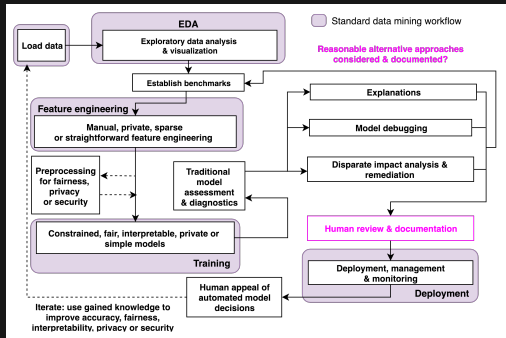 EDA
Standard data mining workflow
Load data
Exploratory data analysis
& visualization
Reasonable alternative approaches
considered & documented?
Establish benchmarks
Explanations
Feature engineering
Manual, private, sparse
or straightforward feature engineering
Model debugging
Preprocessing
for fairness,
privacy
or security
Traditional
model
assessment
& diagnostics
Disparate impact analysis &
remediation
Constrained, fair, interpretable, private or
simple models
Training
Human review & documentation
Deployment, management
& monitoring
Deployment
Human appeal of
automated model
decisions
Iterate: use gained knowledge to
improve accuracy, fairness,
interpretability, privacy or security